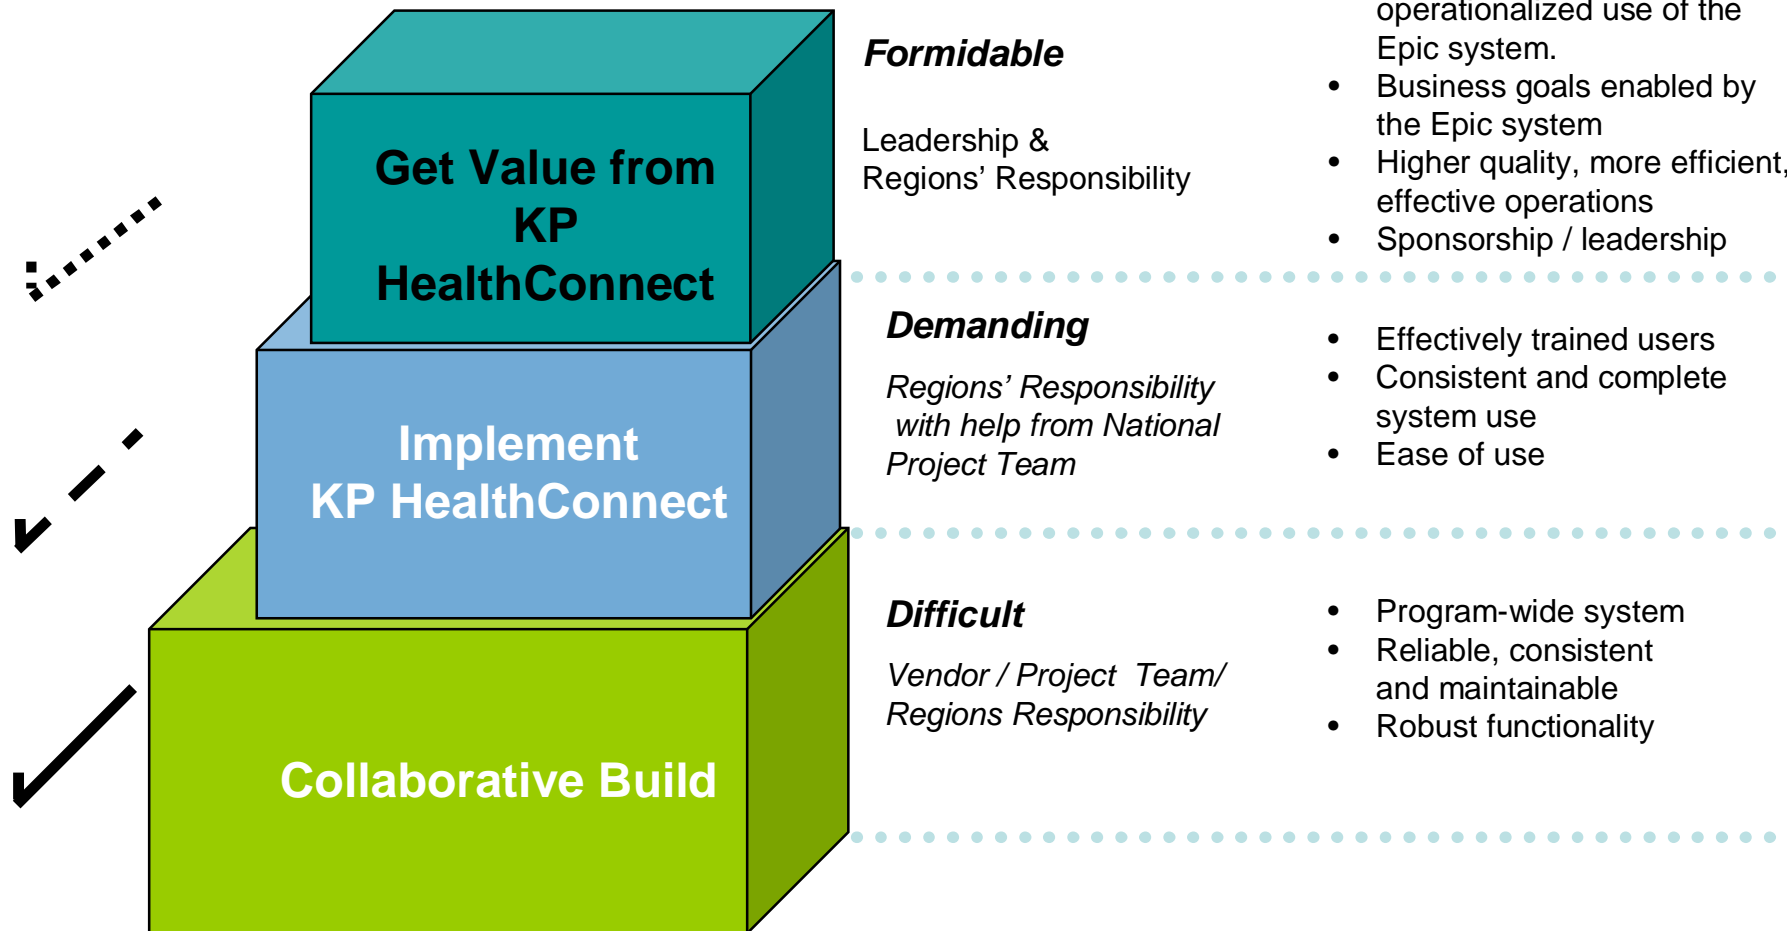 Get Value from
KP
HealthConnect
Formidable
Leadership &
Regions’ Responsibility
operationalized use of the
Epic system.
• Business goals enabled by
the Epic system
• Higher quality, more efficient,
effective operations
• Sponsorship / leadership
Implement
KP HealthConnect
Demanding
Regions’ Responsibility
with help from National
Project Team
• Effectively trained users
• Consistent and complete
system use
• Ease of use
Collaborative Build
Difficult
Vendor / Project Team/
Regions Responsibility
• Program-wide system
• Reliable, consistent
and maintainable
• Robust functionality